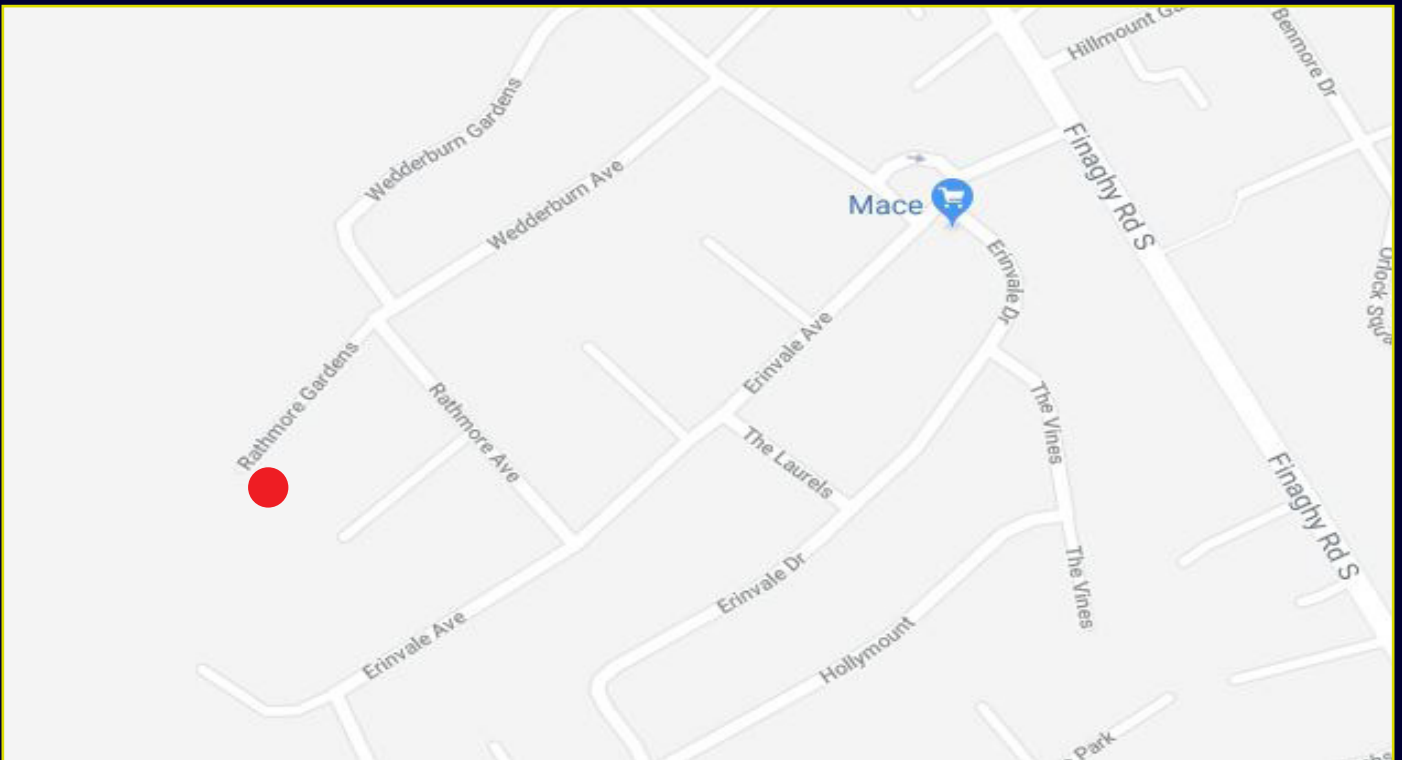 Hillmount
Benmore Dr
Wedderburn Gardens
Finaghy Rd S
Wedderburn Ave
Mace
Erinvale Dr
Orlock
Erinvale Ave
Rathmore Gardens
Rathmore Ave
The Vines
The Laurels
Finaghy Rd S
Erinvale Dr
The Vines
Erinvale Ave
Hollymount
Park